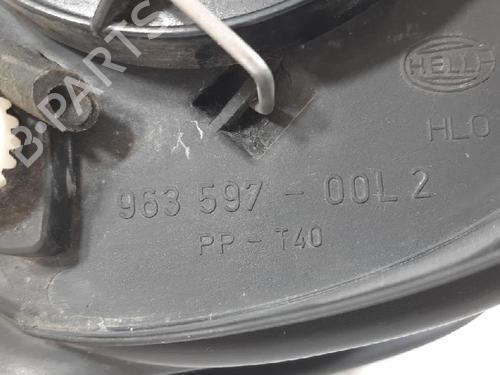 B-PARTS
HELLA
HLO
963 597 - 00L 2
PP - T40